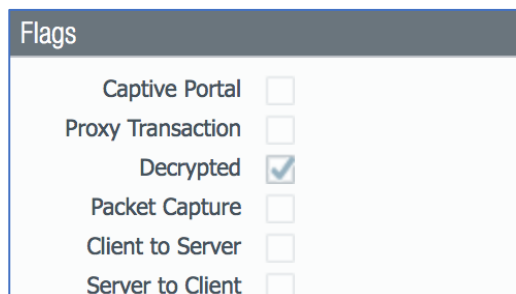 Flags
Captive Portal
Proxy Transaction
Decrypted
Packet Capture
Client to Server
Server to Client